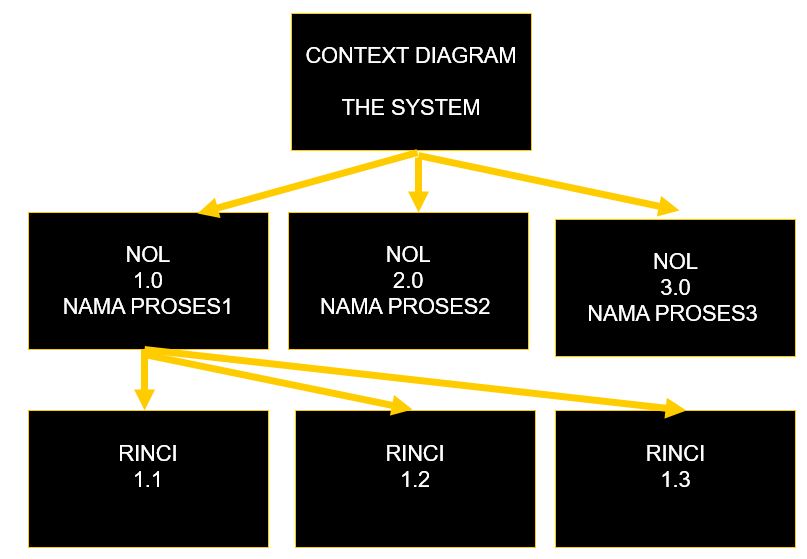 CONTEXT DIAGRAM
THE SYSTEM
NOL
1.0
NAMA PROSES1
NOL
2.0
NAMA PROSES2
NOL
3.0
NAMA PROSES3
RINCI
1.1
RINCI
1.2
RINCI
1.3